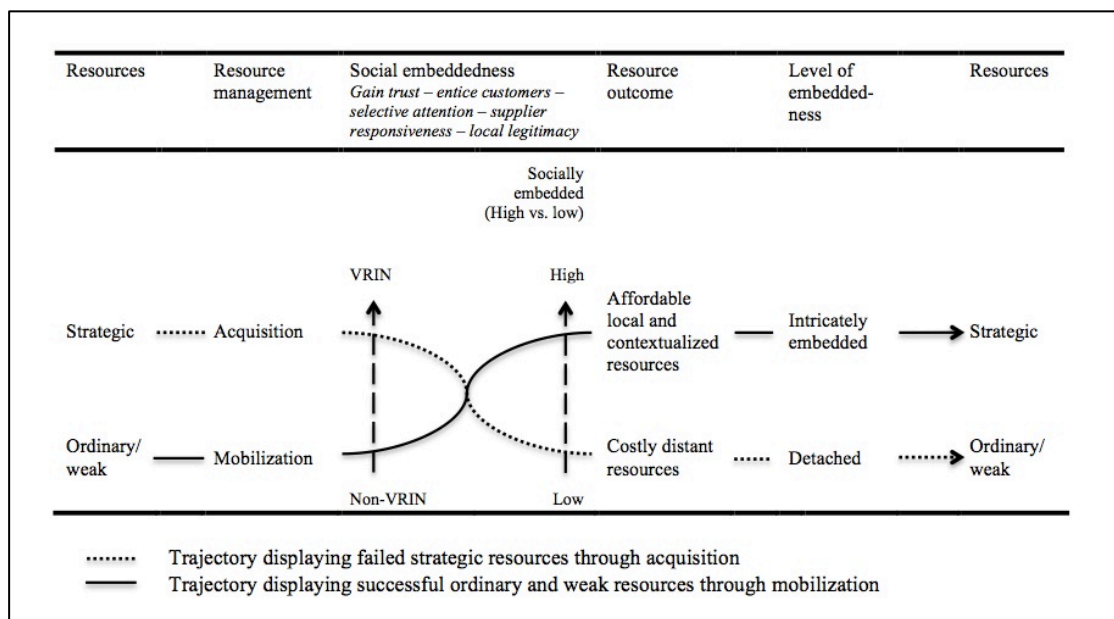 Resources
Resource
management
Social embeddedness
Gain trust – entice customers –
selective attention – supplier
responsiveness – local legitimacy
Resource
outcome
Level of
embedded-
ness
Resources
Socially
embedded
(High vs. low)
VRIN
High
Strategic
Acquisition
Affordable
local and
contextualized
resources
Intricately
embedded
Strategic
Ordinary/
weak
Mobilization
Costly distant
resources
Detached
Ordinary/
weak
Non-VRIN
Low
Trajectory displaying failed strategic resources through acquisition
Trajectory displaying successful ordinary and weak resources through mobilization